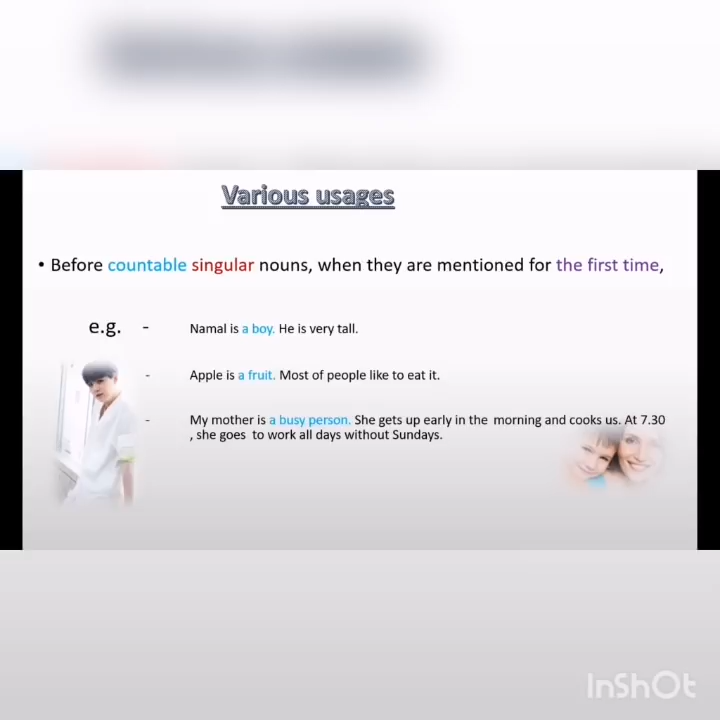 Various usages
• Before countable singular nouns, when they are mentioned for the first time,
e.g. - Namal is a boy. He is very tall.
- Apple is a fruit. Most of people like to eat it.
- My mother is a busy person. She gets up early in the morning and cooks us. At 7.30
, she goes to work all days without Sundays.
InShOt